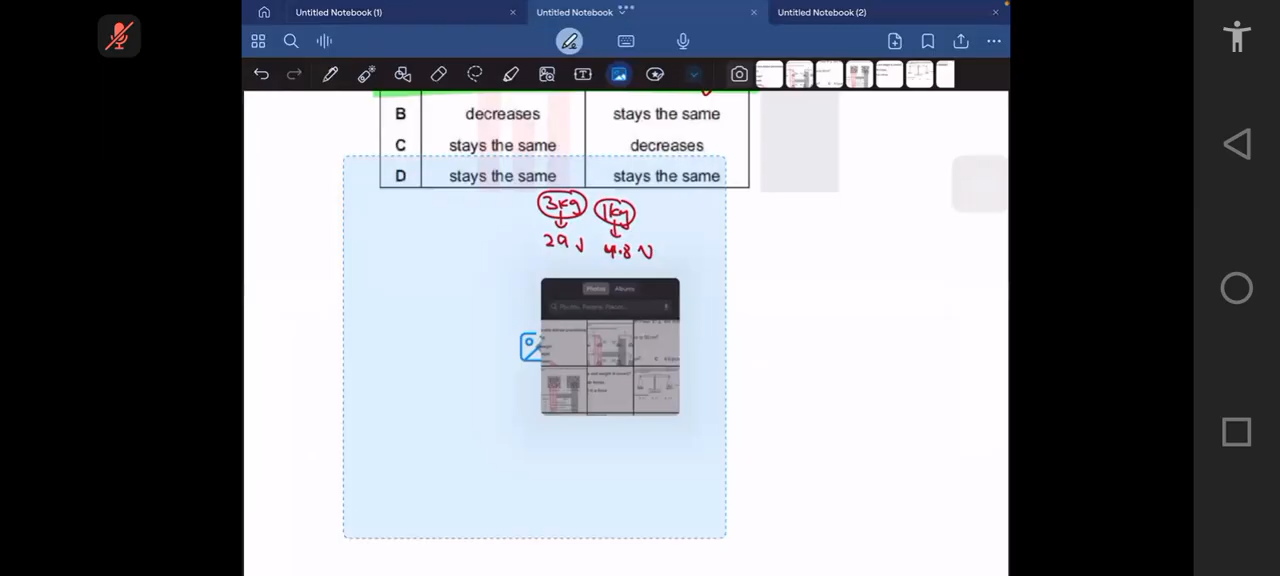 Untitled Notebook (1)
Untitled Notebook
Untitled Notebook (2)
B decreases stays the same
C stays the same decreases
D stays the same stays the same
3kg 1kg
29 4.8 N
Photos Albums